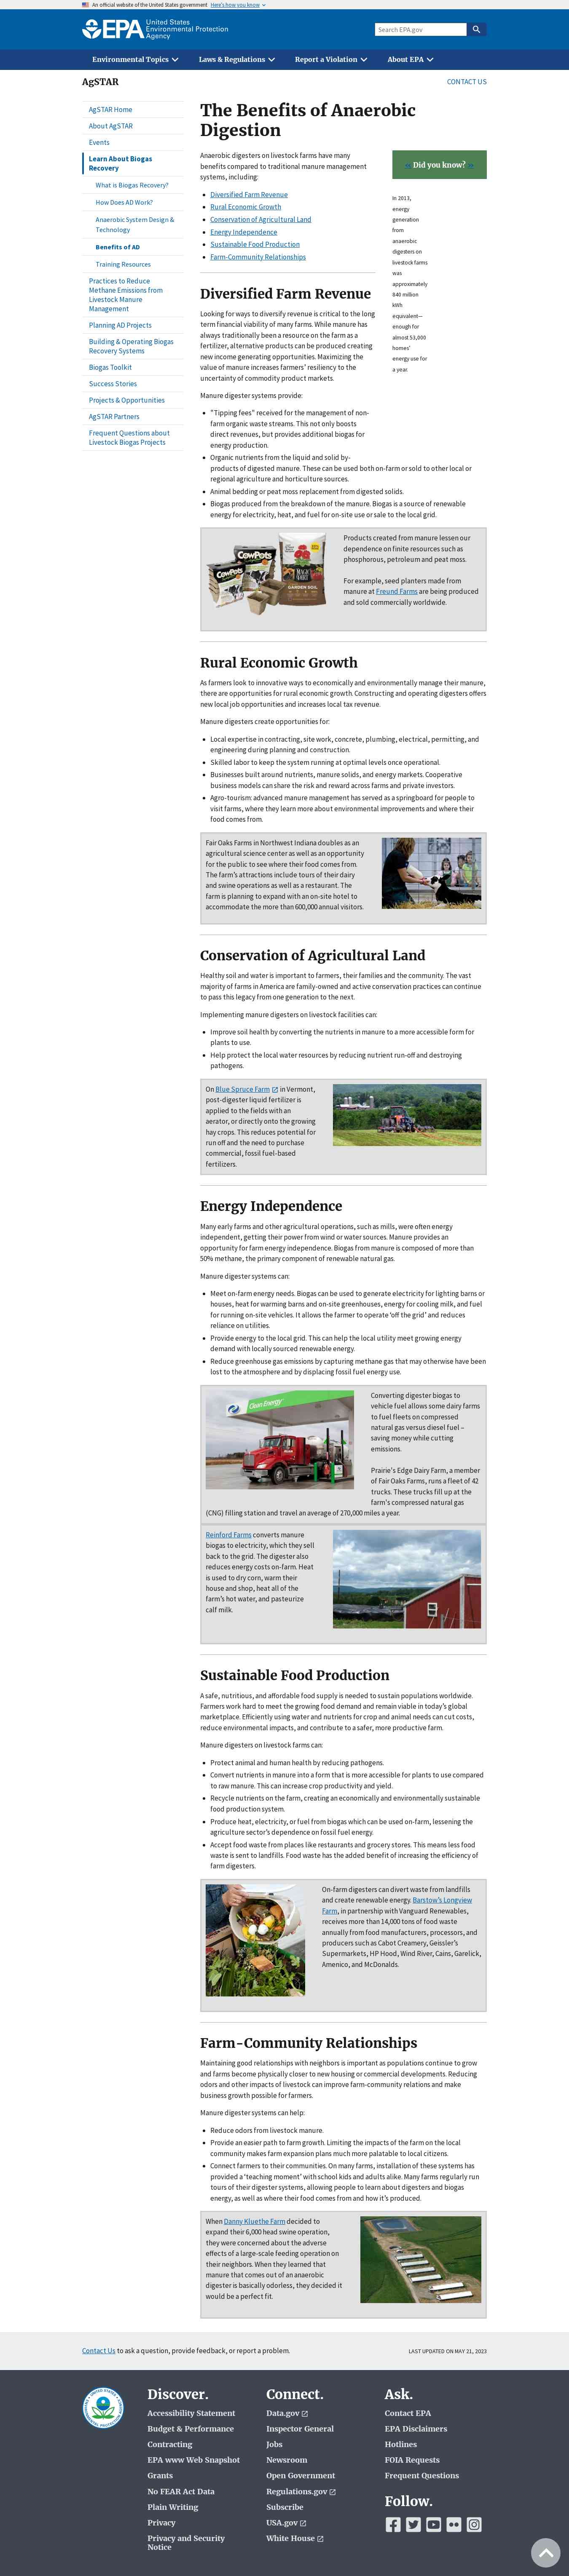 An official website of the United States government Here's how you know
EPA United States
Environmental Protection
Agency
Search EPA.gov
Environmental Topics
Laws & Regulations
Report a Violation
About EPA
AgSTAR
CONTACT US
AgSTAR Home
About AgSTAR
Events
Learn About Biogas
Recovery
What is Biogas Recovery?
How Does AD Work?
Anaerobic System Design &
Technology
Benefits of AD
Training Resources
Practices to Reduce
Methane Emissions from
Livestock Manure
Management
Planning AD Projects
Building & Operating Biogas
Recovery Systems
Biogas Toolkit
Success Stories
Projects & Opportunities
AgSTAR Partners
Frequent Questions about
Livestock Biogas Projects
The Benefits of Anaerobic
Digestion
Anaerobic digesters on livestock farms have many
benefits compared to traditional manure management
systems, including:
Diversified Farm Revenue
Rural Economic Growth
Conservation of Agricultural Land
Energy Independence
Sustainable Food Production
Farm-Community Relationships
Did you know?
In 2013,
energy
generation
from
anaerobic
digesters on
livestock farms
was
approximately
840 million
kWh
equivalent—
enough for
almost 53,000
homes'
energy use for
a year.
Diversified Farm Revenue
Looking for ways to diversify farm revenue is critical to the long
term financial viability of many farms. While manure has
always traditionally been a resource on the farm as a
fertilizer, alternative product development can be an income
producing economic growth opportunities. Maximizing the
value of manure increases farmers' resiliency to the
uncertainty of commodity product markets.
Manure digester systems provide:
"Tipping fees" received for the management of non-
farm organic waste streams. This not only boosts
direct revenues, but provides additional biogas for
energy production.
Organic nutrients from the liquid and solid by-
products of digested manure. These can be used both on-farm or sold to other local or
regional horticulture and agriculture sources.
Animal bedding or peat moss replacement from digested solids.
Biogas produced from the breakdown of the manure. Biogas is a source of renewable
energy for electricity, heat, and fuel for on-site use or sale to the local grid.
CowPots
Products created from manure lessen our
dependence on finite resources such as
phosphorous, petroleum and peat moss.
For example, seed planters made from
manure at Freund Farms are being produced
and sold commercially worldwide.
Rural Economic Growth
As farmers look to innovative ways to economically and environmentally manage their manure,
there are opportunities for rural economic growth. Constructing and operating digesters offers
new local job opportunities and increases local tax revenue.
Manure digesters create opportunities for:
Local expertise in contracting, site work, concrete, plumbing, electrical, permitting, and
engineering during planning and construction.
Skilled labor to keep the system running at optimal levels once operational.
Businesses built around nutrients, manure solids, and energy markets. Cooperative
business models can share the risk and reward across farms and private investors.
Agro-tourism: advanced manure management has served as a springboard for people to
visit farms, where they learn more about environmental improvements and where their
food comes from.
Fair Oaks Farms in Northwest Indiana doubles as an
agricultural science center as well as an opportunity
for the public to see where their food comes from.
The farm's attractions include tours of their dairy
and swine operations as well as a restaurant. The
farm is planning to expand with an on-site hotel to
accommodate the more than 600,000 annual visitors.
Conservation of Agricultural Land
Healthy soil and water is important to farmers, their families and the community. The vast
majority of farms in America are family-owned and active conservation practices can continue
to pass this legacy from one generation to the next.
Implementing manure digesters on livestock facilities can:
Improve soil health by converting the nutrients in manure to a more accessible form for
plants to use.
Help protect the local water resources by reducing nutrient run-off and destroying
pathogens.
On Blue Spruce Farm in Vermont,
post-digester liquid fertilizer is
applied to the fields with an
aerator, or directly onto the growing
hay crops. This reduces potential for
run off and the need to purchase
commercial, fossil fuel-based
fertilizers.
Energy Independence
Many early farms and other agricultural operations, such as mills, were often energy
independent, getting their power from wind or water sources. Manure provides an
opportunity for farm energy independence. Biogas from manure is composed of more than
50% methane, the primary component of renewable natural gas.
Manure digester systems can:
Meet on-farm energy needs. Biogas can be used to generate electricity for lighting barns or
houses, heat for warming barns and on-site greenhouses, energy for cooling milk, and fuel
for running on-site vehicles. It allows the farmer to operate 'off the grid' and reduces
reliance on utilities.
Provide energy to the local grid. This can help the local utility meet growing energy
demand with locally sourced renewable energy.
Reduce greenhouse gas emissions by capturing methane gas that may otherwise have been
lost to the atmosphere and by displacing fossil fuel energy use.
Clean Energy
Converting digester biogas to
vehicle fuel allows some dairy farms
to fuel fleets on compressed
natural gas versus diesel fuel –
saving money while cutting
emissions.
Prairie's Edge Dairy Farm, a member
of Fair Oaks Farms, runs a fleet of 42
trucks. These trucks fill up at the
farm's compressed natural gas
(CNG) filling station and travel an average of 270,000 miles a year.
Reinford Farms converts manure
biogas to electricity, which they sell
back to the grid. The digester also
reduces energy costs on-farm. Heat
is used to dry corn, warm their
house and shop, heat all of the
farm's hot water, and pasteurize
calf milk.
Sustainable Food Production
A safe, nutritious, and affordable food supply is needed to sustain populations worldwide.
Farmers work hard to meet the growing food demand and remain viable in today's global
marketplace. Efficiently using water and nutrients for crop and animal needs can cut costs,
reduce environmental impacts, and contribute to a safer, more productive farm.
Manure digesters on livestock farms can:
Protect animal and human health by reducing pathogens.
Convert nutrients in manure into a form that is more accessible for plants to use compared
to raw manure. This can increase crop productivity and yield.
Recycle nutrients on the farm, creating an economically and environmentally sustainable
food production system.
Produce heat, electricity, or fuel from biogas which can be used on-farm, lessening the
agriculture sector's dependence on fossil fuel energy.
Accept food waste from places like restaurants and grocery stores. This means less food
waste is sent to landfills. Food waste has the added benefit of increasing the efficiency of
farm digesters.
On-farm digesters can divert waste from landfills
and create renewable energy. Barstow's Longview
Farm, in partnership with Vanguard Renewables,
receives more than 14,000 tons of food waste
annually from food manufacturers, processors, and
producers such as Cabot Creamery, Geissler's
Supermarkets, HP Hood, Wind River, Cains, Garelick,
Amenico, and McDonalds.
Farm-Community Relationships
Maintaining good relationships with neighbors is important as populations continue to grow
and farms become physically closer to new housing or commercial developments. Reducing
odors and other impacts of livestock can improve farm-community relations and make
business growth possible for farmers.
Manure digester systems can help:
Reduce odors from livestock manure.
Provide an easier path to farm growth. Limiting the impacts of the farm on the local
community makes farm expansion plans much more palatable to local citizens.
Connect farmers to their communities. On many farms, installation of these systems has
provided a 'teaching moment' with school kids and adults alike. Many farms regularly run
tours of their digester systems, allowing people to learn about digesters and biogas
energy, as well as where their food comes from and how it's produced.
When Danny Kluethe Farm decided to
expand their 6,000 head swine operation,
they were concerned about the adverse
effects of a large-scale feeding operation on
their neighbors. When they learned that
manure that comes out of an anaerobic
digester is basically odorless, they decided it
would be a perfect fit.
Contact Us to ask a question, provide feedback, or report a problem.
LAST UPDATED ON MAY 21, 2023
Discover.
Accessibility Statement
Budget & Performance
Contracting
EPA www Web Snapshot
Grants
No FEAR Act Data
Plain Writing
Privacy
Privacy and Security
Notice
Connect.
Data.gov
Inspector General
Jobs
Newsroom
Open Government
Regulations.gov
Subscribe
USA.gov
White House
Ask.
Contact EPA
EPA Disclaimers
Hotlines
FOIA Requests
Frequent Questions
Follow.